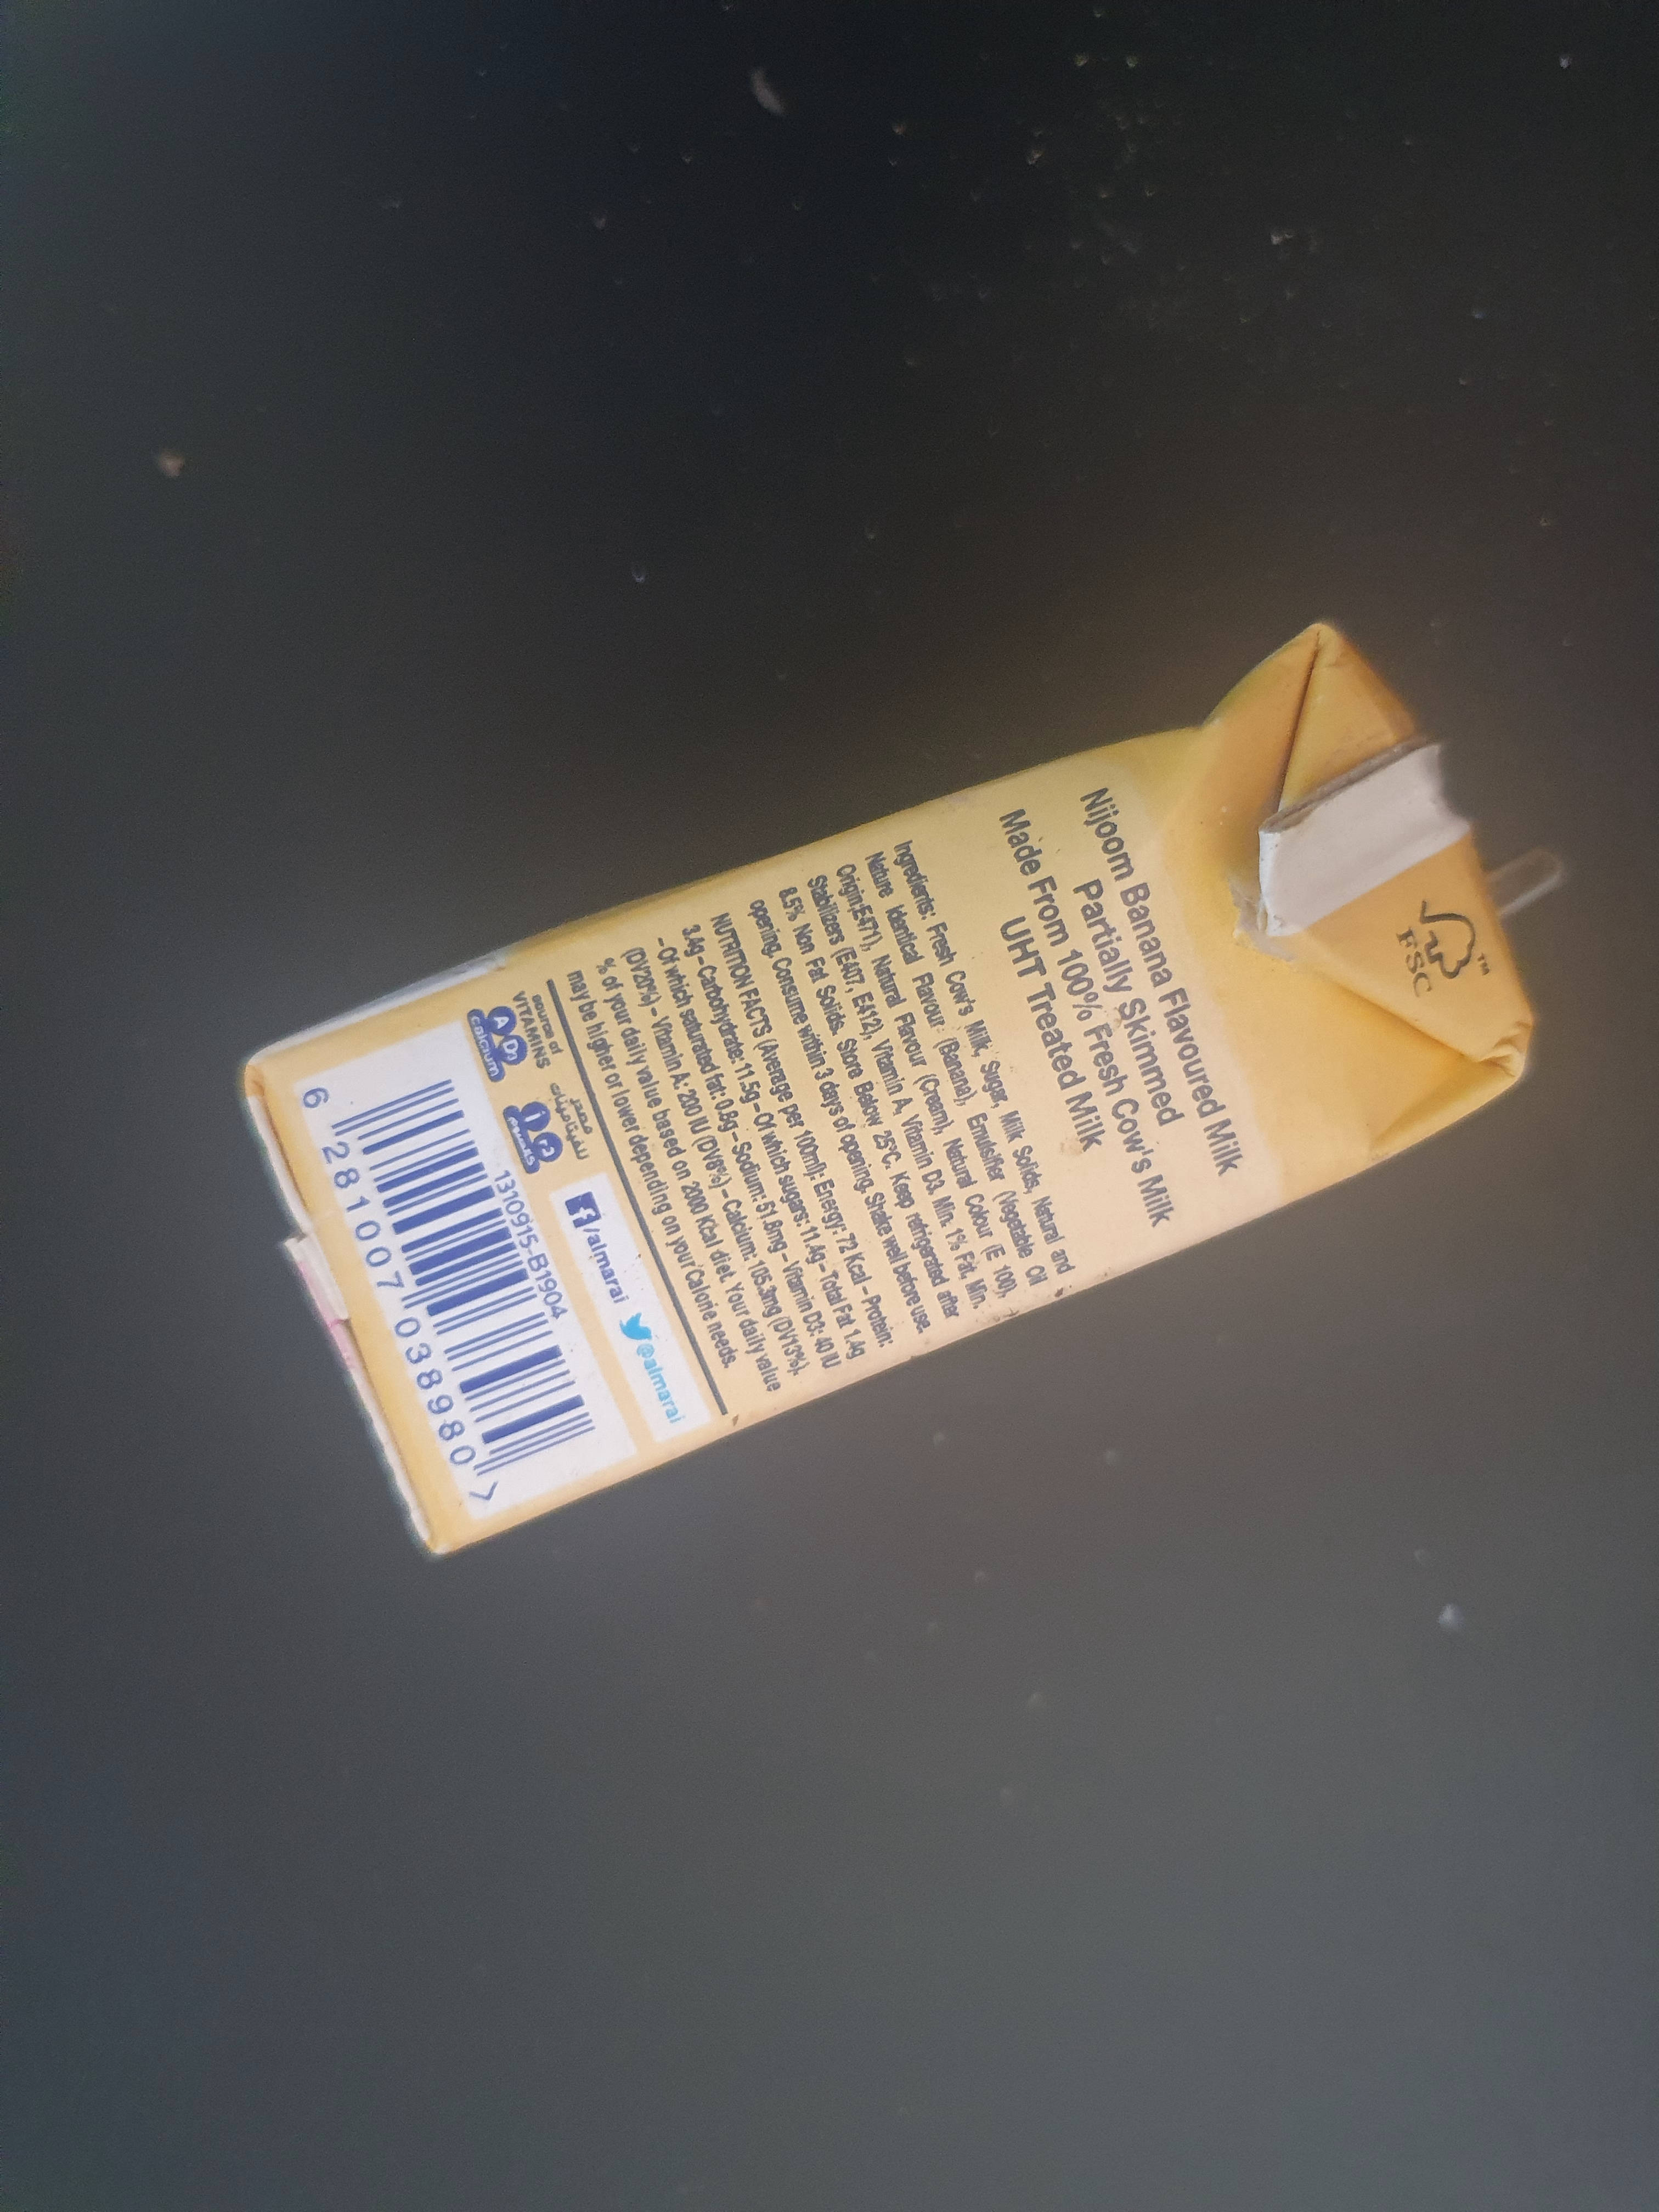 FSC™
Nijoom Banana Flavoured Milk
Partially Skimmed
Made From 100% Fresh Cow's Milk
UHT Treated Milk
Ingredients: Fresh Cow's Milk, Sugar, Milk Solids, Natural and
Nature Identical Flavour (Banana), Emulsifier (Vegetable Oil
Origin;E471), Natural Flavour (Cream), Natural Colour (E 100),
Stabilizers (E407, E412), Vitamin A, Vitamin D3. Min. 1% Fat, Min.
8.5% Non Fat Solids. Store Below 25°C. Keep refrigerated after
opening. Consume within 3 days of opening. Shake well before use.
NUTRITION FACTS (Average per 100ml): Energy: 72 Kcal – Protein:
3.4g – Carbohydrate: 11.5g – Of which sugars: 11.4g – Total Fat 1.4g
– Of which saturated fat: 0.8g – Sodium: 51.8mg – Vitamin D3: 40 IU
(DV20%) – Vitamin A: 200 IU (DV8%) – Calcium: 105.3mg (DV13%).
% of your daily value based on 2000 Kcal diet. Your daily value
may be higher or lower depending on your Calorie needs.
source of
VITAMINS
A D3
calcium
مصدر
لفيتامينات
أ د٣
f/almarai @almarai
1310915-B1904
6 281007 038980 >